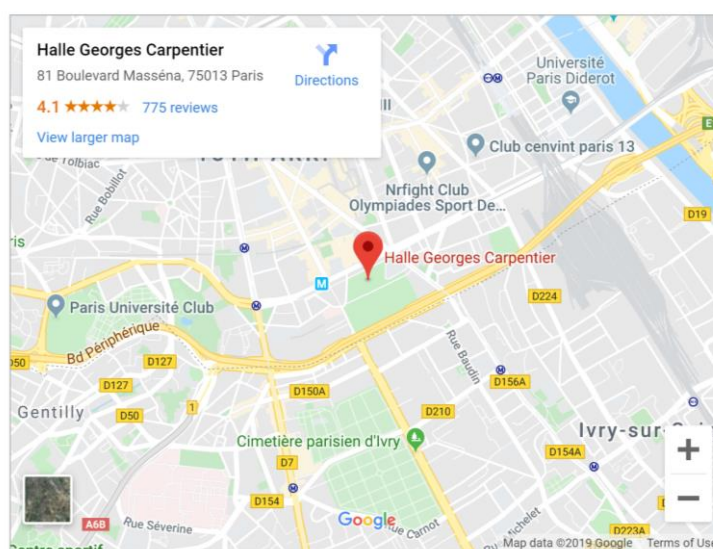 Halle Georges Carpentier
81 Boulevard Masséna, 75013 Paris
Directions
4.1
775 reviews
View larger map
Université
Paris Diderot
Club cenvint paris 13
Rue Bobillot
Nrfight Club
Olympiades Sport De...
D19
Halle Georges Carpentier
M
D224
Paris Université Club
Bd Périphérique
Rue Baudin
D50
D127
D127
D150A
D156A
Gentilly
D50
1
D210
Cimetière parisien d'Ivry
D7
D154A
D154
A6B
Rue Séverine
Google
Rue Carnot
D223A
Map data ©2019 Google
Terms of Use